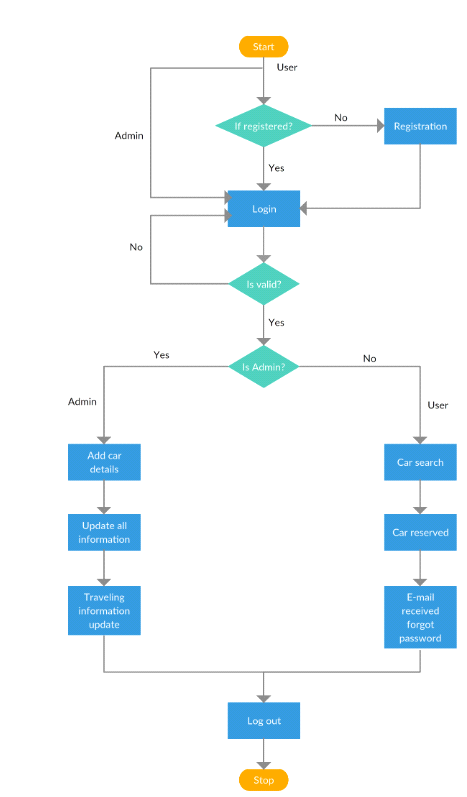 Start
User
Admin
If registered?
No
Registration
Yes
Login
No
Is valid?
Yes
Yes
Is Admin?
No
Admin
User
Add car
details
Car search
Update all
information
Car reserved
Traveling
information
update
E-mail
received
forgot
password
Log out
Stop